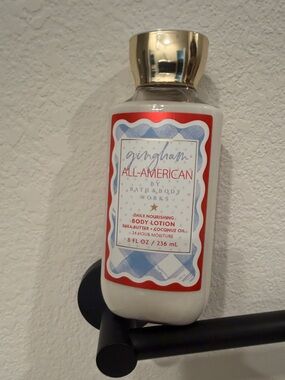 gingham
ALL-AMERICAN
BY
BATH & BODY
WORKS
DAILY NOURISHING
BODY LOTION
SHEA BUTTER + COCONUT OIL
24 HOUR MOISTURE
8 FL OZ / 236 mL